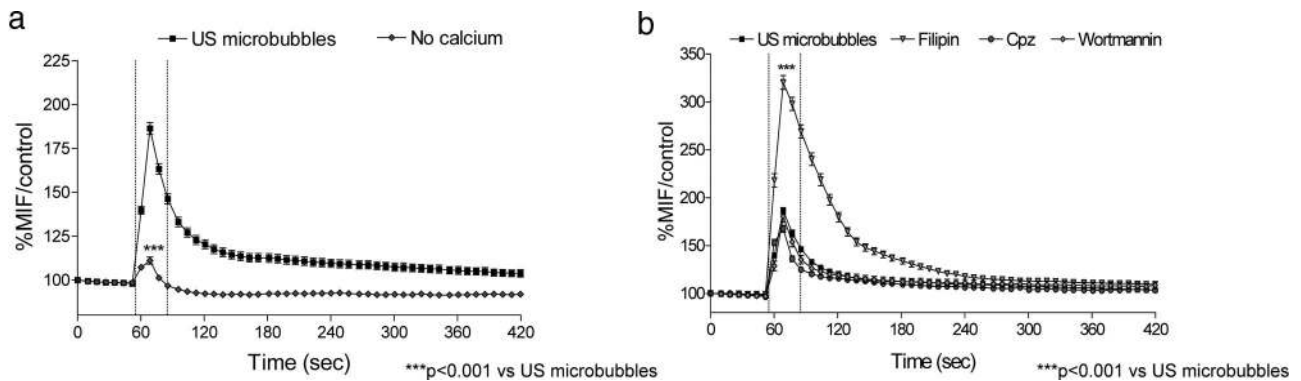 a
US microbubbles
No calcium
225
200
175
150
125
100
75
%MIF/control
***
0 60 120 180 240 300 360 420
Time (sec)
***p<0.001 vs US microbubbles
b
US microbubbles
Filipin
Cpz
Wortmannin
350
300
250
200
150
100
%MIF/control
***
0 60 120 180 240 300 360 420
Time (sec)
***p<0.001 vs US microbubbles